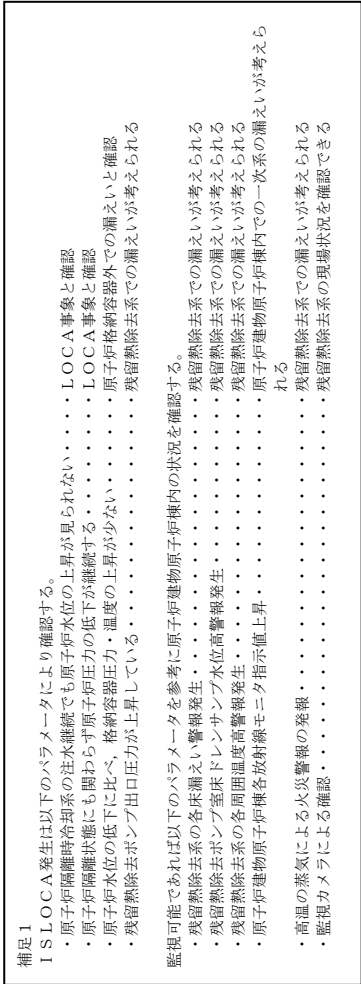 補足1
ISLOCA発生は以下のパラメータにより確認する。
・原子炉隔離時冷却系の注水継続でも原子炉水位の上昇が見られない・・・・LOCA事象と確認
・原子炉隔離状態にも関わらず原子炉圧力の低下が継続する・・・・・・・・LOCA事象と確認
・原子炉水位の低下に比べ，格納容器圧力・温度の上昇が少ない・・・・・・原子炉格納容器外での漏えいと確認
・残留熱除去ポンプ出口圧力が上昇している・・・・・・・・・・・・・・・残留熱除去系での漏えいが考えられる
監視可能であれば以下のパラメータを参考に原子炉建物原子炉棟内の状況を確認する。
・残留熱除去系の各床漏えい警報発生・・・・・・・・・・・・・・・・・・残留熱除去系での漏えいが考えられる
・残留熱除去ポンプ室床ドレンサンプ水位高警報発生・・・・・・・・・・・残留熱除去系での漏えいが考えられる
・残留熱除去系の各周囲温度高警報発生・・・・・・・・・・・・・・・・・残留熱除去系での漏えいが考えられる
・原子炉建物原子炉棟各放射線モニタ指示値上昇・・・・・・・・・・・・・原子炉建物原子炉棟内での一次系の漏えいが考えら
れる
・高温の蒸気による火災警報の発報・・・・・・・・・・・・・・・・・・・残留熱除去系での漏えいが考えられる
・監視カメラによる確認・・・・・・・・・・・・・・・・・・・・・・・・残留熱除去系の現場状況を確認できる